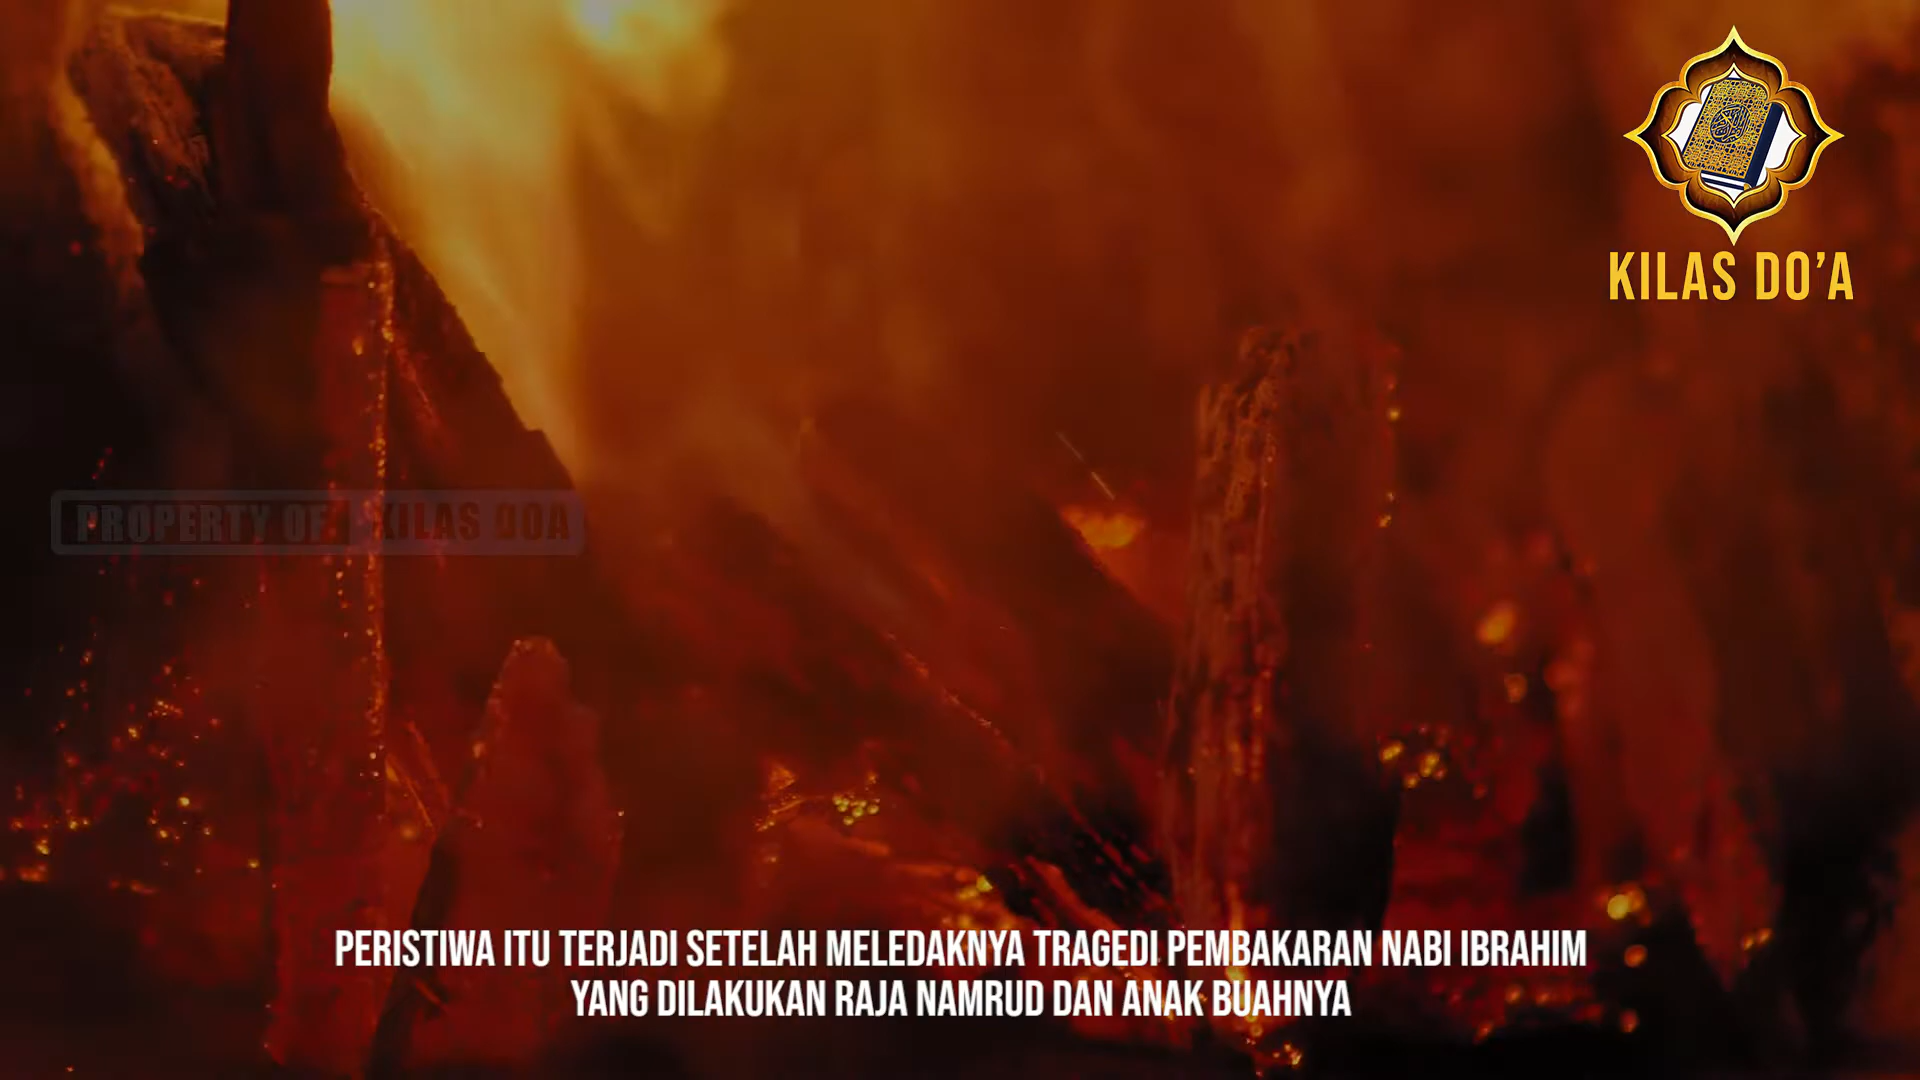 KILAS DO'A
PROPERTY OF KILAS DOA
PERISTIWA ITU TERJADI SETELAH MELEDAKNYA TRAGEDI PEMBAKARAN NABI IBRAHIM
YANG DILAKUKAN RAJA NAMRUD DAN ANAK BUAHNYA